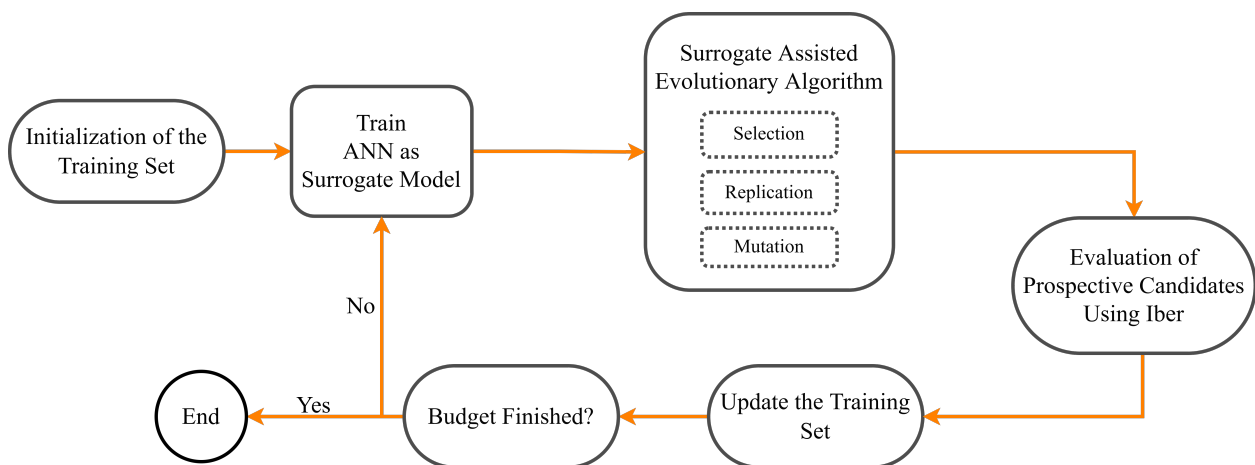 Initialization of the
Training Set
Train
ANN as
Surrogate Model
Surrogate Assisted
Evolutionary Algorithm
Selection
Replication
Mutation
Evaluation of
Prospective Candidates
Using Iber
Update the Training
Set
Budget Finished?
No
Yes
End